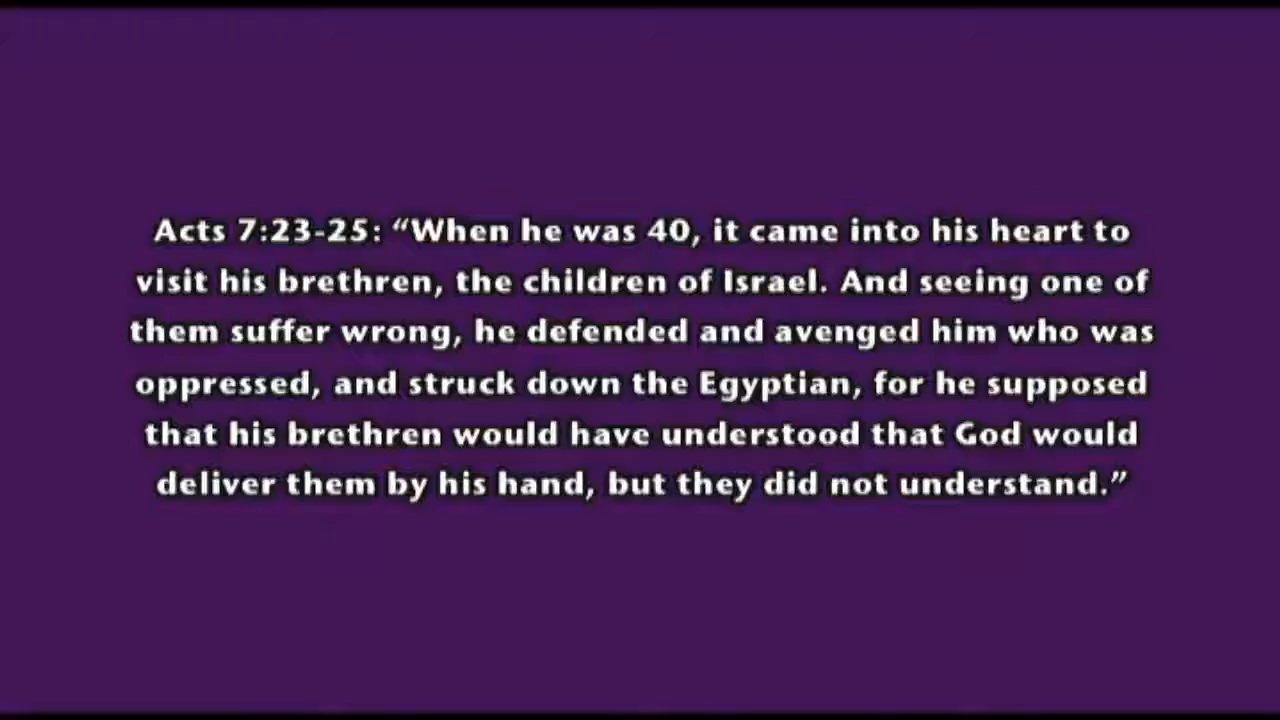 Acts 7:23-25: “When he was 40, it came into his heart to
visit his brethren, the children of Israel. And seeing one of
them suffer wrong, he defended and avenged him who was
oppressed, and struck down the Egyptian, for he supposed
that his brethren would have understood that God would
deliver them by his hand, but they did not understand.”